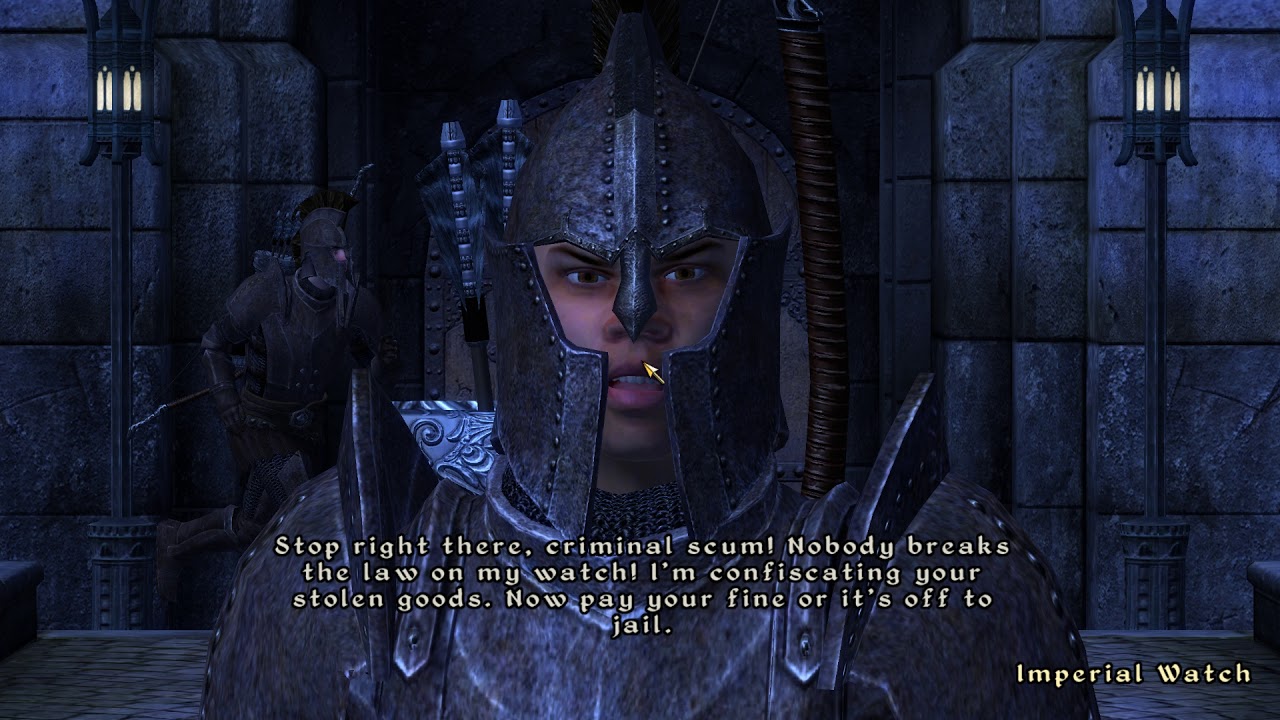 Stop right there, criminal scum! Nobody breaks
the law on my watch! I'm confiscating your
stolen goods. Now pay your fine or it's off to
jail.
Imperial Watch